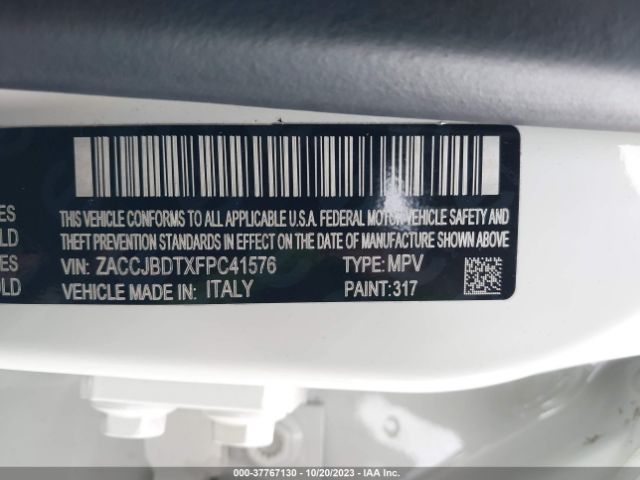 THIS VEHICLE CONFORMS TO ALL APPLICABLE U.S.A. FEDERAL MOTOR VEHICLE SAFETY AND
ES
THEFT PREVENTION STANDARDS IN EFFECT ON THE DATE OF MANUFACTURE SHOWN ABOVE.
LD
VIN: ZACCJBDTXFPC41576 TYPE: MPV
ES
VEHICLE MADE IN: ITALY PAINT: 317
OLD
000-37767130 - 10/20/2023 - IAA Inc.